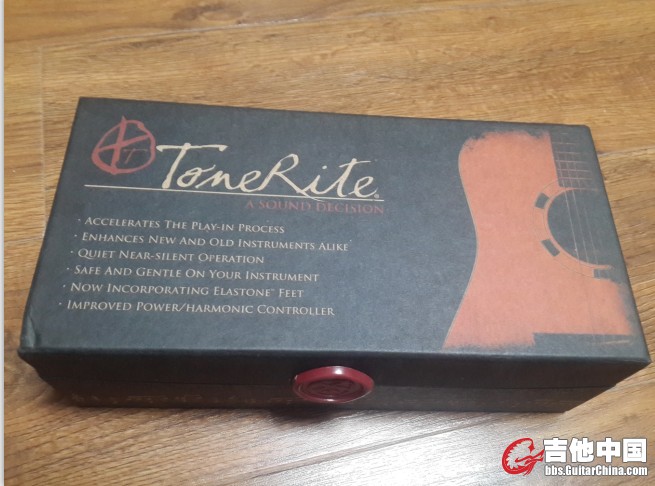 ToneRite®
A SOUND DECISION
· ACCELERATES THE PLAY-IN PROCESS
· ENHANCES NEW AND OLD INSTRUMENTS ALIKE
· QUIET NEAR-SILENT OPERATION
· SAFE AND GENTLE ON YOUR INSTRUMENT
· NOW INCORPORATING ELASTONE™ FEET
· IMPROVED POWER/HARMONIC CONTROLLER
吉他中国
bbs.GuitarChina.com